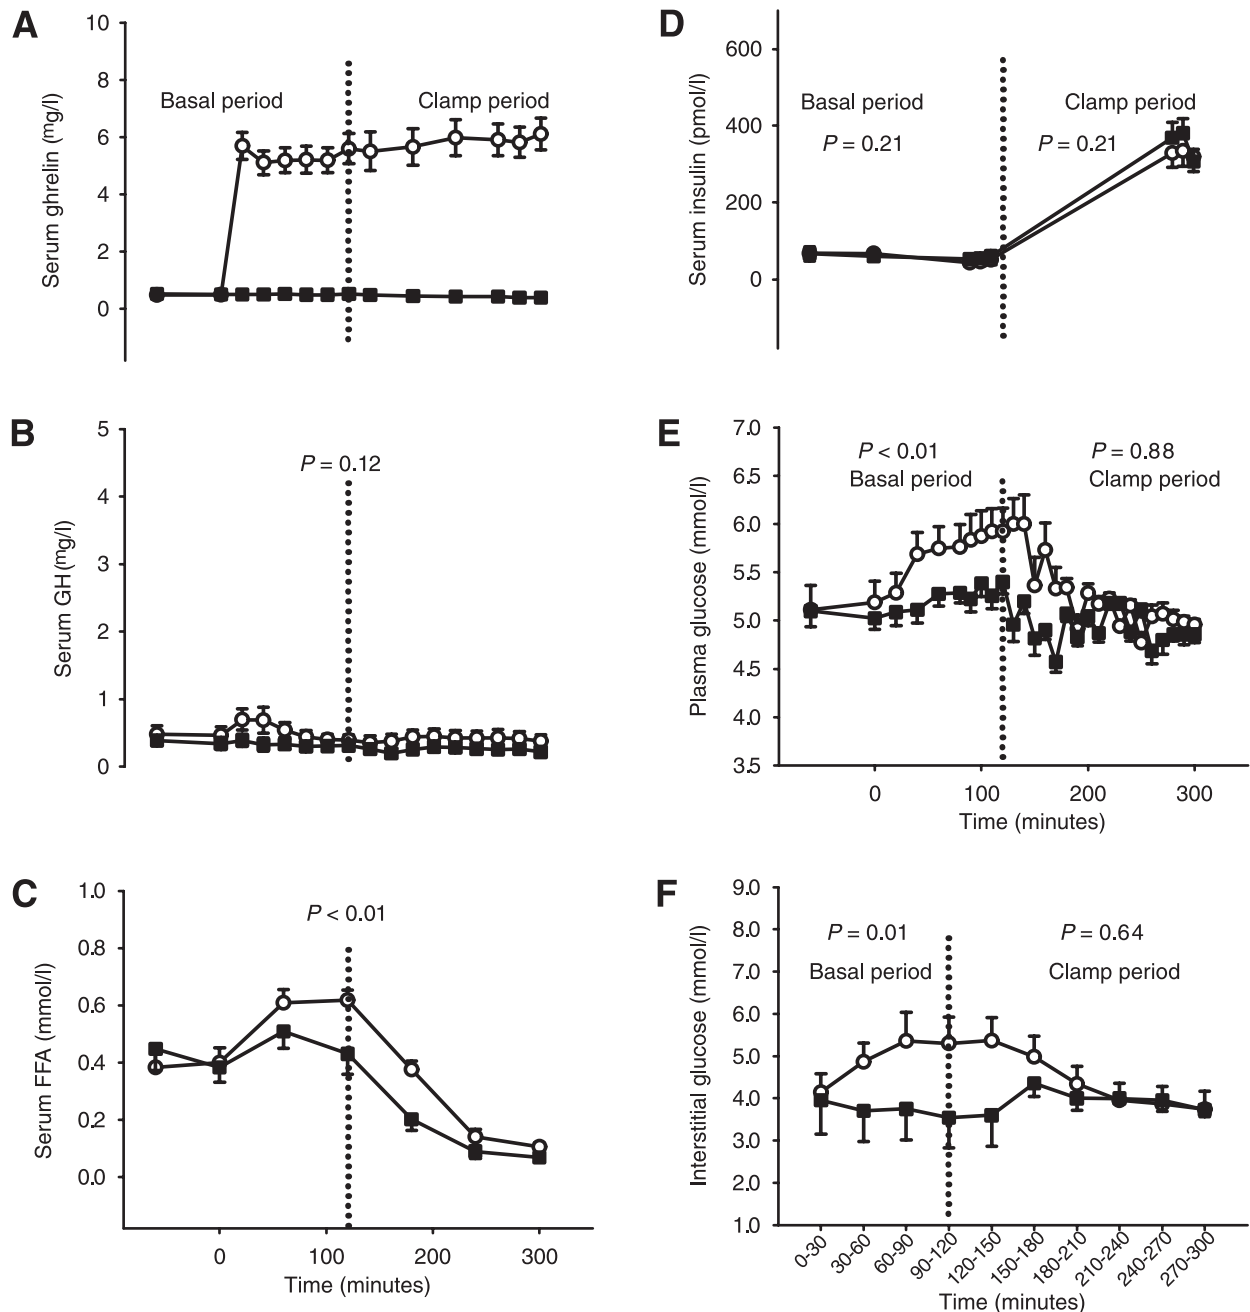 A
10
8
6
4
2
0
Serum ghrelin (mg/l)
Basal period
Clamp period
B
5
4
3
2
1
0
Serum GH (mg/l)
P = 0.12
C
1.0
0.8
0.6
0.4
0.2
0.0
Serum FFA (mmol/l)
P < 0.01
0 100 200 300
Time (minutes)
D
600
400
200
0
Serum insulin (pmol/l)
Basal period
P = 0.21
Clamp period
P = 0.21
E
7.0
6.5
6.0
5.5
5.0
4.5
4.0
3.5
Plasma glucose (mmol/l)
P < 0.01
Basal period
P = 0.88
Clamp period
0 100 200 300
Time (minutes)
F
9.0
8.0
7.0
6.0
5.0
4.0
3.0
2.0
1.0
Interstitial glucose (mmol/l)
P = 0.01
Basal period
P = 0.64
Clamp period
0-30 30-60 60-90 90-120 120-150 150-180 180-210 210-240 240-270 270-300
Time (minutes)